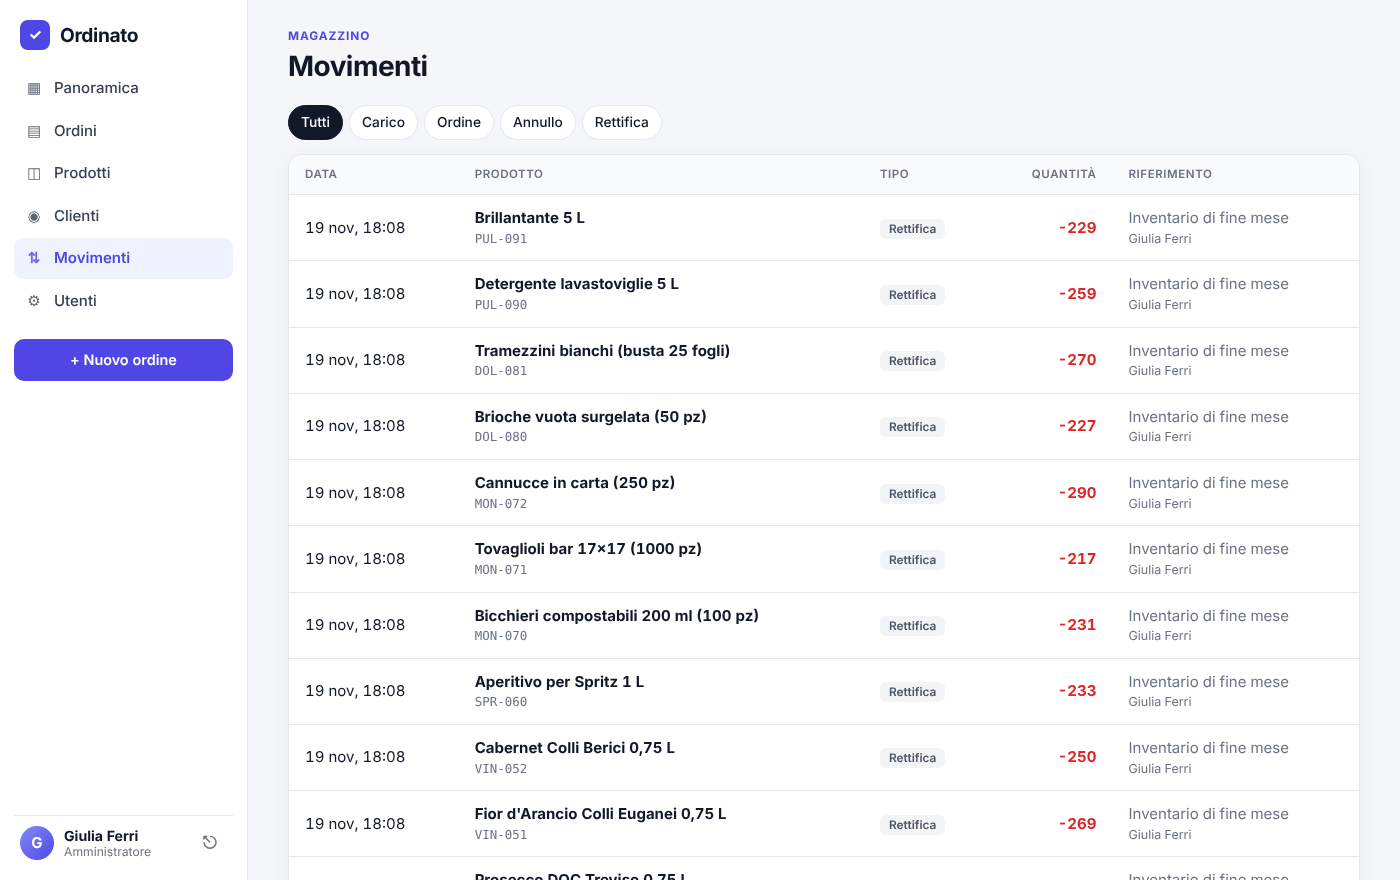 Ordinato
Panoramica
Ordini
Prodotti
Clienti
Movimenti
Utenti
+ Nuovo ordine
G
Giulia Ferri
Amministratore
MAGAZZINO
Movimenti
Tutti Carico Ordine Annullo Rettifica
DATA PRODOTTO TIPO QUANTITÀ RIFERIMENTO
19 nov, 18:08 Brillantante 5 L Rettifica -229 Inventario di fine mese
PUL-091 Giulia Ferri
19 nov, 18:08 Detergente lavastoviglie 5 L Rettifica -259 Inventario di fine mese
PUL-090 Giulia Ferri
19 nov, 18:08 Tramezzini bianchi (busta 25 fogli) Rettifica -270 Inventario di fine mese
DOL-081 Giulia Ferri
19 nov, 18:08 Brioche vuota surgelata (50 pz) Rettifica -227 Inventario di fine mese
DOL-080 Giulia Ferri
19 nov, 18:08 Cannucce in carta (250 pz) Rettifica -290 Inventario di fine mese
MON-072 Giulia Ferri
19 nov, 18:08 Tovaglioli bar 17×17 (1000 pz) Rettifica -217 Inventario di fine mese
MON-071 Giulia Ferri
19 nov, 18:08 Bicchieri compostabili 200 ml (100 pz) Rettifica -231 Inventario di fine mese
MON-070 Giulia Ferri
19 nov, 18:08 Aperitivo per Spritz 1 L Rettifica -233 Inventario di fine mese
SPR-060 Giulia Ferri
19 nov, 18:08 Cabernet Colli Berici 0,75 L Rettifica -250 Inventario di fine mese
VIN-052 Giulia Ferri
19 nov, 18:08 Fior d'Arancio Colli Euganei 0,75 L Rettifica -269 Inventario di fine mese
VIN-051 Giulia Ferri
Prosecco DOC Treviso 0,75 L Inventario di fine mese